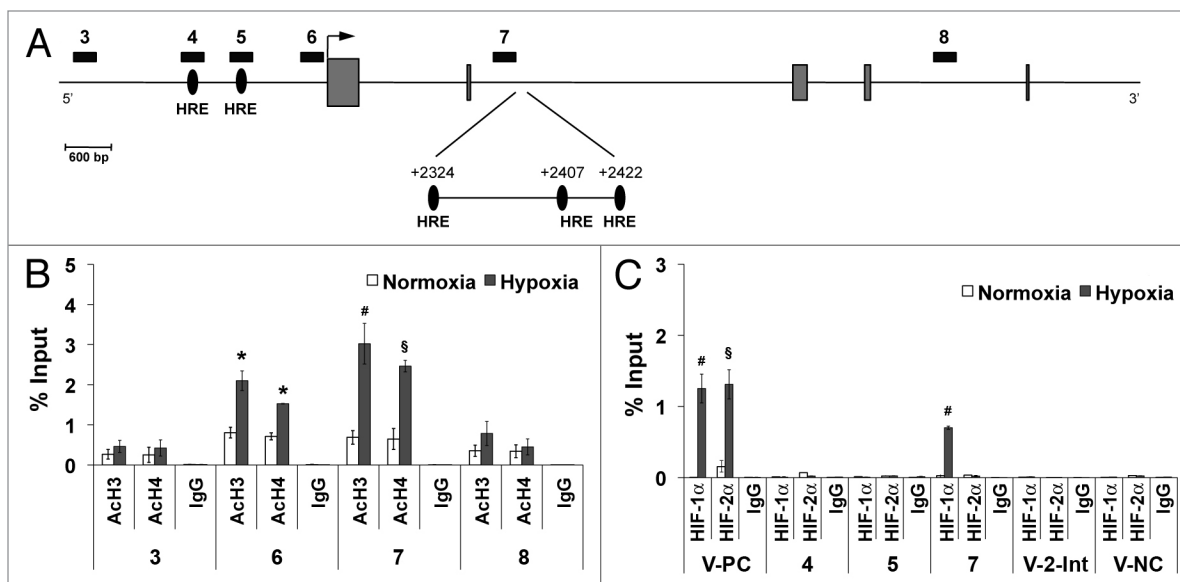 A
3 4 5 6 7 8
HRE HRE
5’ 3’
600 bp
+2324 +2407 +2422
HRE HRE HRE
B
5
4
3
2
1
0
% Input
Normoxia Hypoxia
* * # §
AcH3 AcH4 IgG AcH3 AcH4 IgG AcH3 AcH4 IgG AcH3 AcH4 IgG
3 6 7 8
C
3
2
1
0
% Input
Normoxia Hypoxia
# § #
HIF-1α HIF-2α IgG HIF-1α HIF-2α IgG HIF-1α HIF-2α IgG HIF-1α HIF-2α IgG HIF-1α HIF-2α IgG HIF-1α HIF-2α IgG
V-PC 4 5 7 V-2-Int V-NC